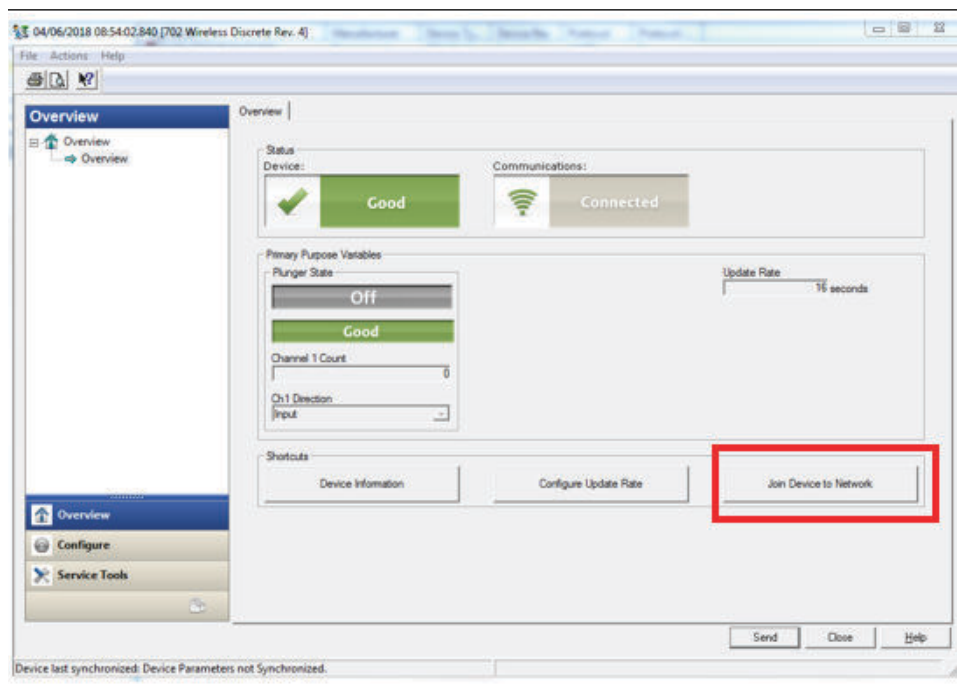 04/06/2018 08:54:02.840 [702 Wireless Discrete Rev. 4]
File Actions Help
Overview
Overview
Overview
Overview
Status
Device:
Communications:
Good
Connected
Primary Purpose Variables
Plunger State
Update Rate
Off
16 seconds
Good
Channel 1 Count
0
Ch1 Direction
Input
Shortcuts
Device Information
Configure Update Rate
Join Device to Network
Overview
Configure
Service Tools
Send
Close
Help
Device last synchronized: Device Parameters not Synchronized.